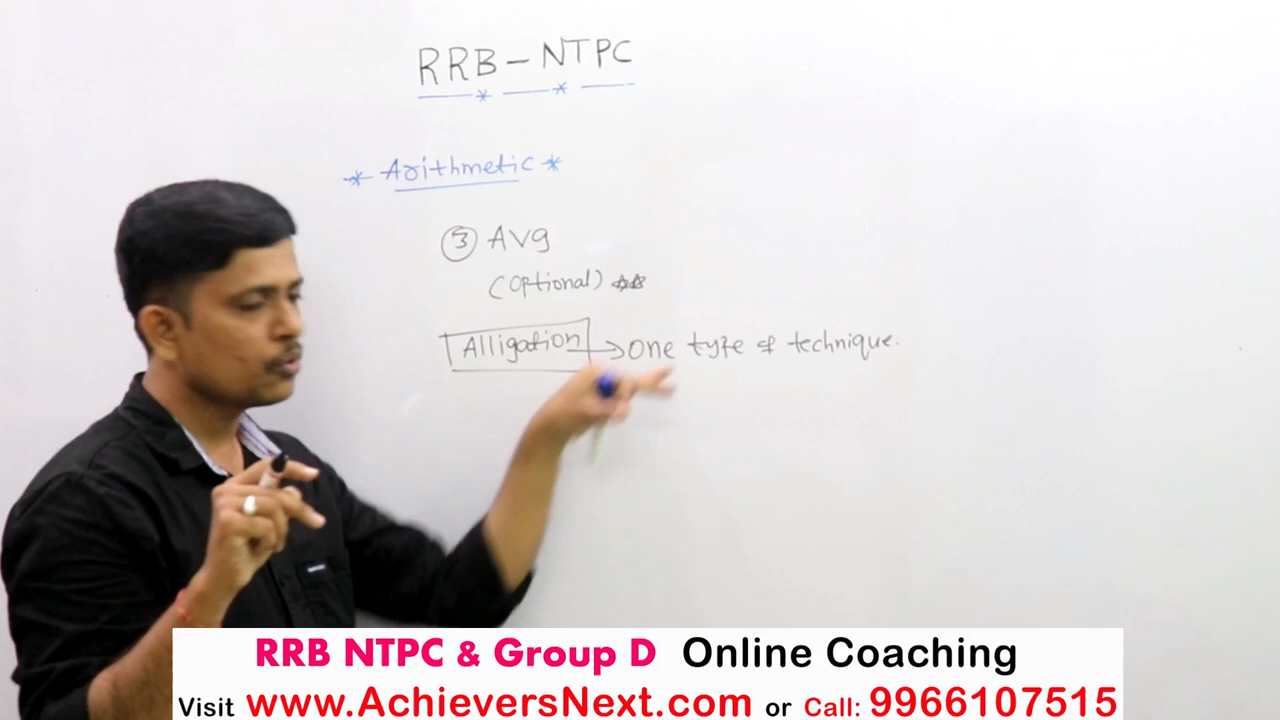 RRB-NTPC
* Arithmetic *
③ AVg
(Optional) **
Alligation → One type of technique.
RRB NTPC & Group D Online Coaching
Visit www.AchieversNext.com or Call: 9966107515